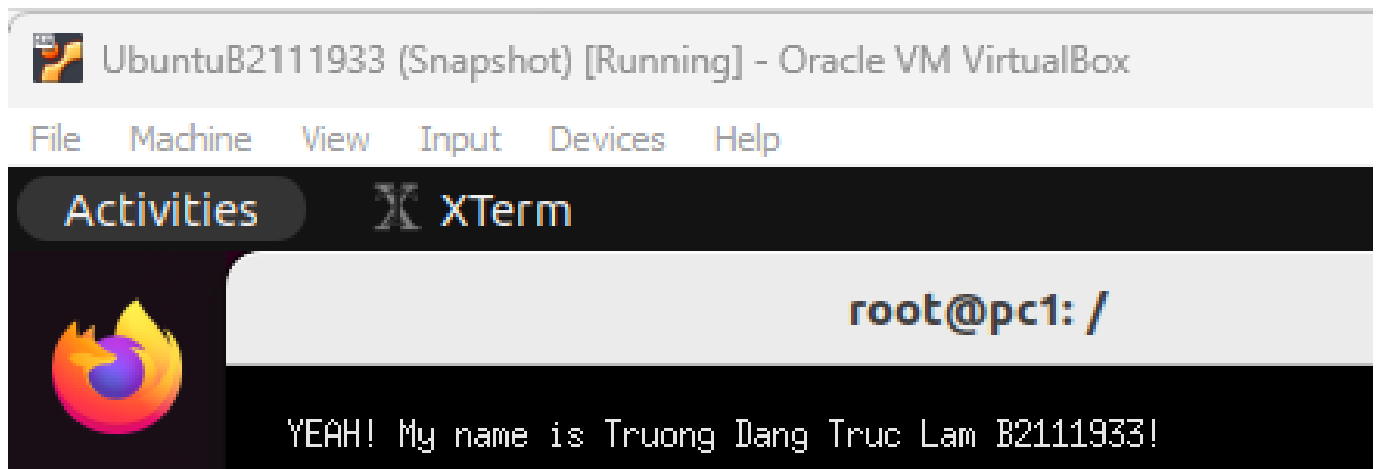 UbuntuB2111933 (Snapshot) [Running] - Oracle VM VirtualBox
File Machine View Input Devices Help
Activities XTerm
root@pc1: /
YEAH! My name is Truong Dang Truc Lam B2111933!